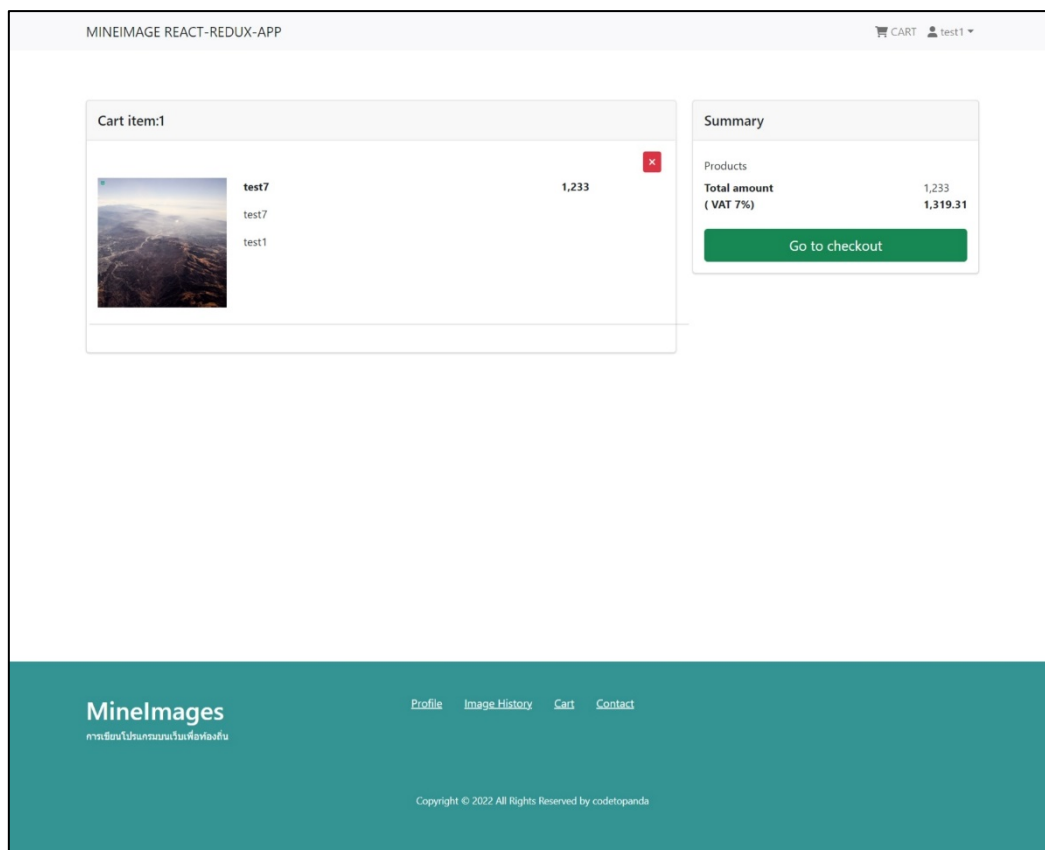 MINEIMAGE REACT-REDUX-APP
CART test1
Cart item:1
×
test7 1,233
test7
test1
Summary
Products
Total amount 1,233
( VAT 7%) 1,319.31
Go to checkout
MineImages
การเขียนโปรแกรมบนเว็บเพื่อท้องถิ่น
Profile Image History Cart Contact
Copyright © 2022 All Rights Reserved by codetopanda